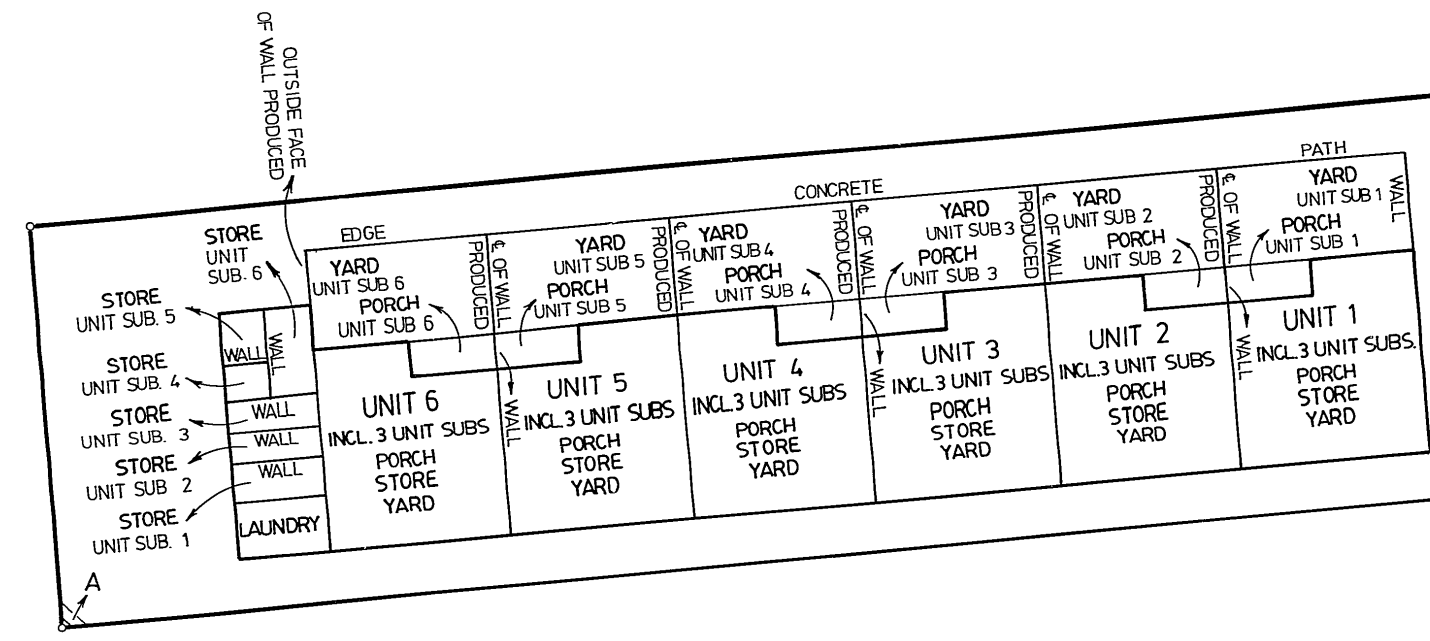 OUTSIDE FACE
OF WALL PRODUCED
EDGE
CONCRETE
PATH
STORE
UNIT
SUB. 6
STORE
UNIT SUB. 5
STORE
UNIT SUB. 4
STORE
UNIT SUB. 3
STORE
UNIT SUB 2
STORE
UNIT SUB. 1
WALL
WALL
WALL
WALL
WALL
LAUNDRY
A
YARD
UNIT SUB 6
PORCH
UNIT SUB 6
℄ OF WALL
PRODUCED
YARD
UNIT SUB 5
PORCH
UNIT SUB 5
℄ OF WALL
PRODUCED
YARD
UNIT SUB 4
PORCH
UNIT SUB 4
℄ OF WALL
PRODUCED
YARD
UNIT SUB 3
PORCH
UNIT SUB 3
℄ OF WALL
PRODUCED
YARD
UNIT SUB 2
PORCH
UNIT SUB 2
℄ OF WALL
PRODUCED
YARD
UNIT SUB 1
PORCH
UNIT SUB 1
WALL
UNIT 6
INCL. 3 UNIT SUBS
PORCH
STORE
YARD
WALL
UNIT 5
INCL. 3 UNIT SUBS
PORCH
STORE
YARD
UNIT 4
INCL. 3 UNIT SUBS
PORCH
STORE
YARD
WALL
UNIT 3
INCL. 3 UNIT SUBS
PORCH
STORE
YARD
UNIT 2
INCL. 3 UNIT SUBS
PORCH
STORE
YARD
WALL
UNIT 1
INCL. 3 UNIT SUBS.
PORCH
STORE
YARD